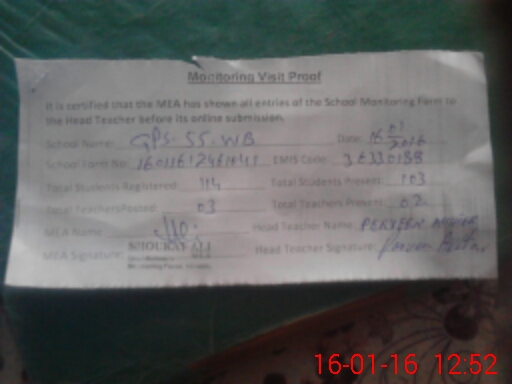 Monitoring Visit Proof
It is certified that the MEA has shown all entries of the School Monitoring Form to
the Head Teacher before its online submission.
School Name: GPS. 55. WB Date: 16 01 2016
School Form No: EMIS Code: 36330188
Total Students Registered: 114 Total Students Present: 103
Total Teachers Posted: 03 Total Teachers Present: 02
MEA Name: Head Teacher Name:
MEA Signature: ALI Head Teacher Signature:
16-01-16 12:52